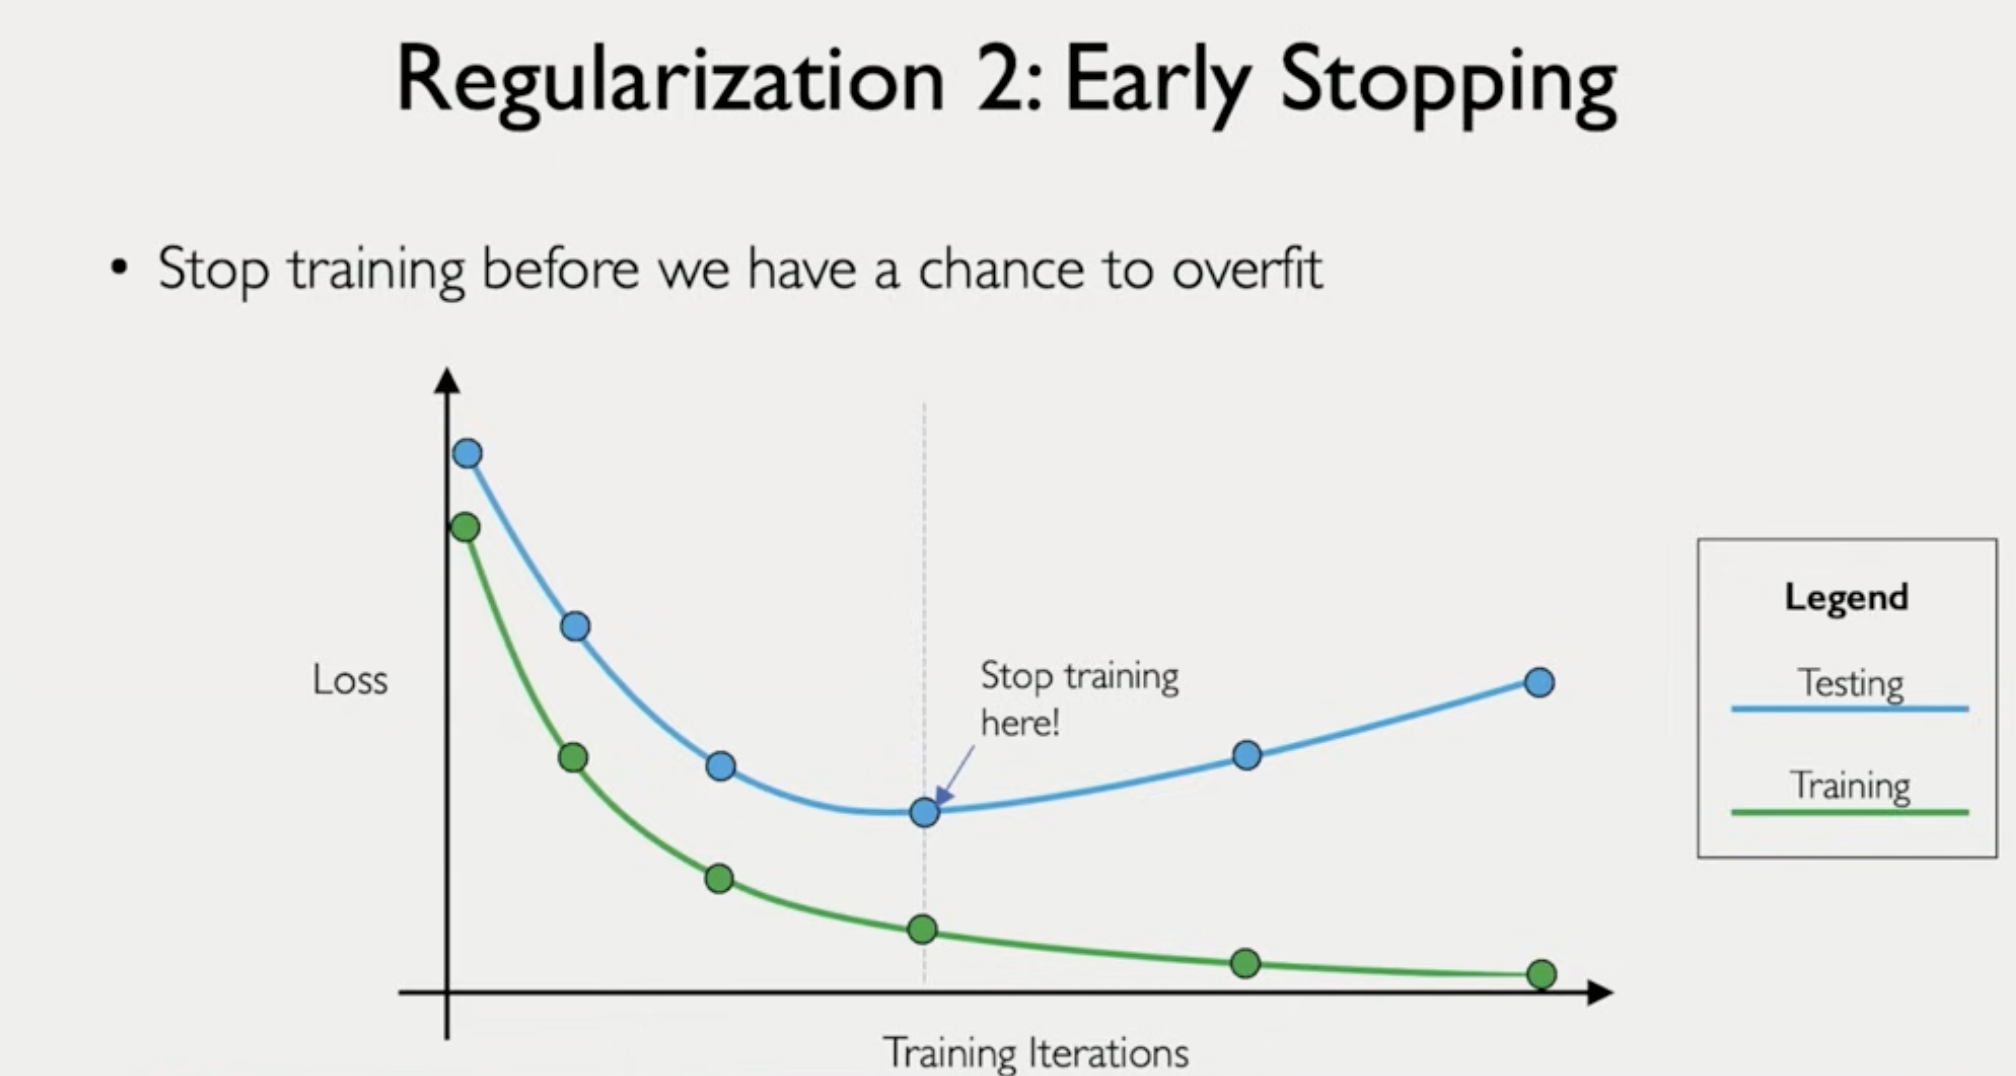 Regularization 2: Early Stopping
• Stop training before we have a chance to overfit
Loss
Stop training
here!
Legend
Testing
Training
Training Iterations